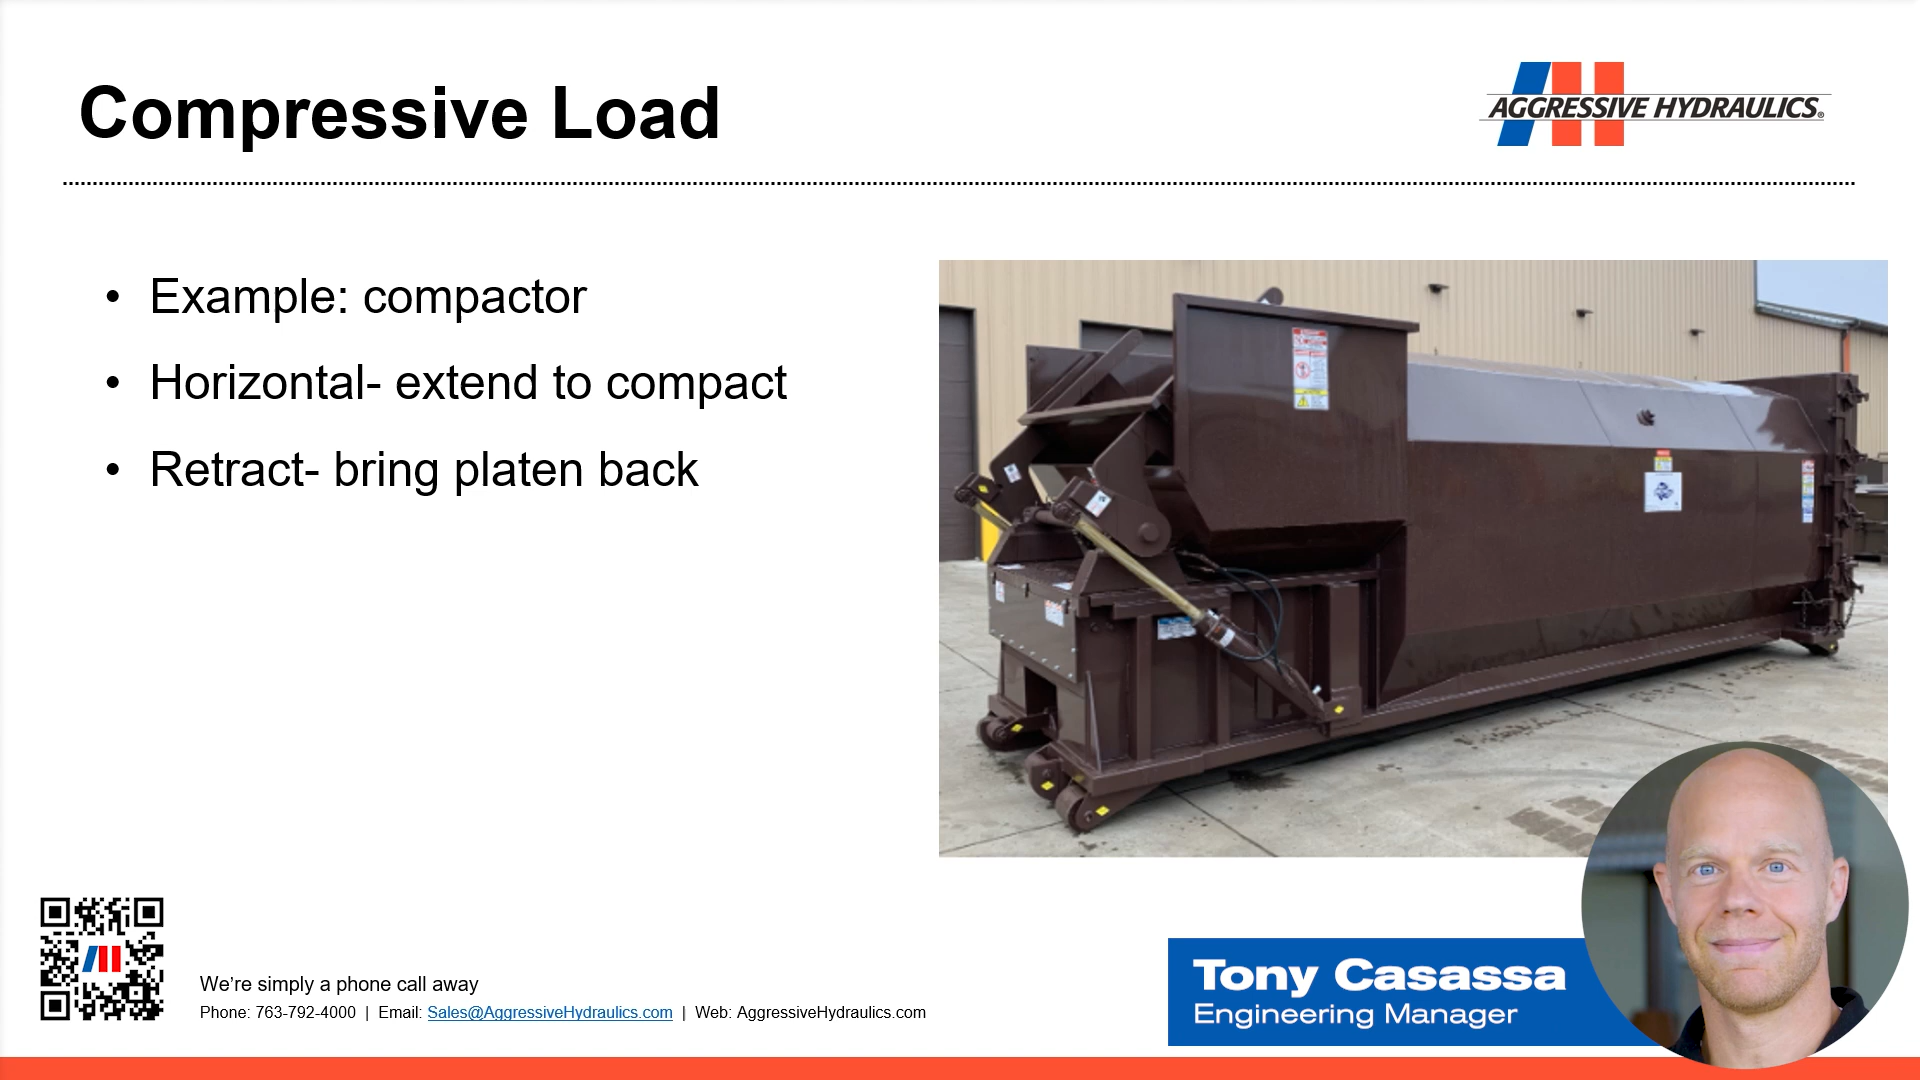 Compressive Load
AGGRESSIVE HYDRAULICS®
• Example: compactor
• Horizontal- extend to compact
• Retract- bring platen back
We’re simply a phone call away
Phone: 763-792-4000 | Email: Sales@AggressiveHydraulics.com | Web: AggressiveHydraulics.com
Tony Casassa
Engineering Manager